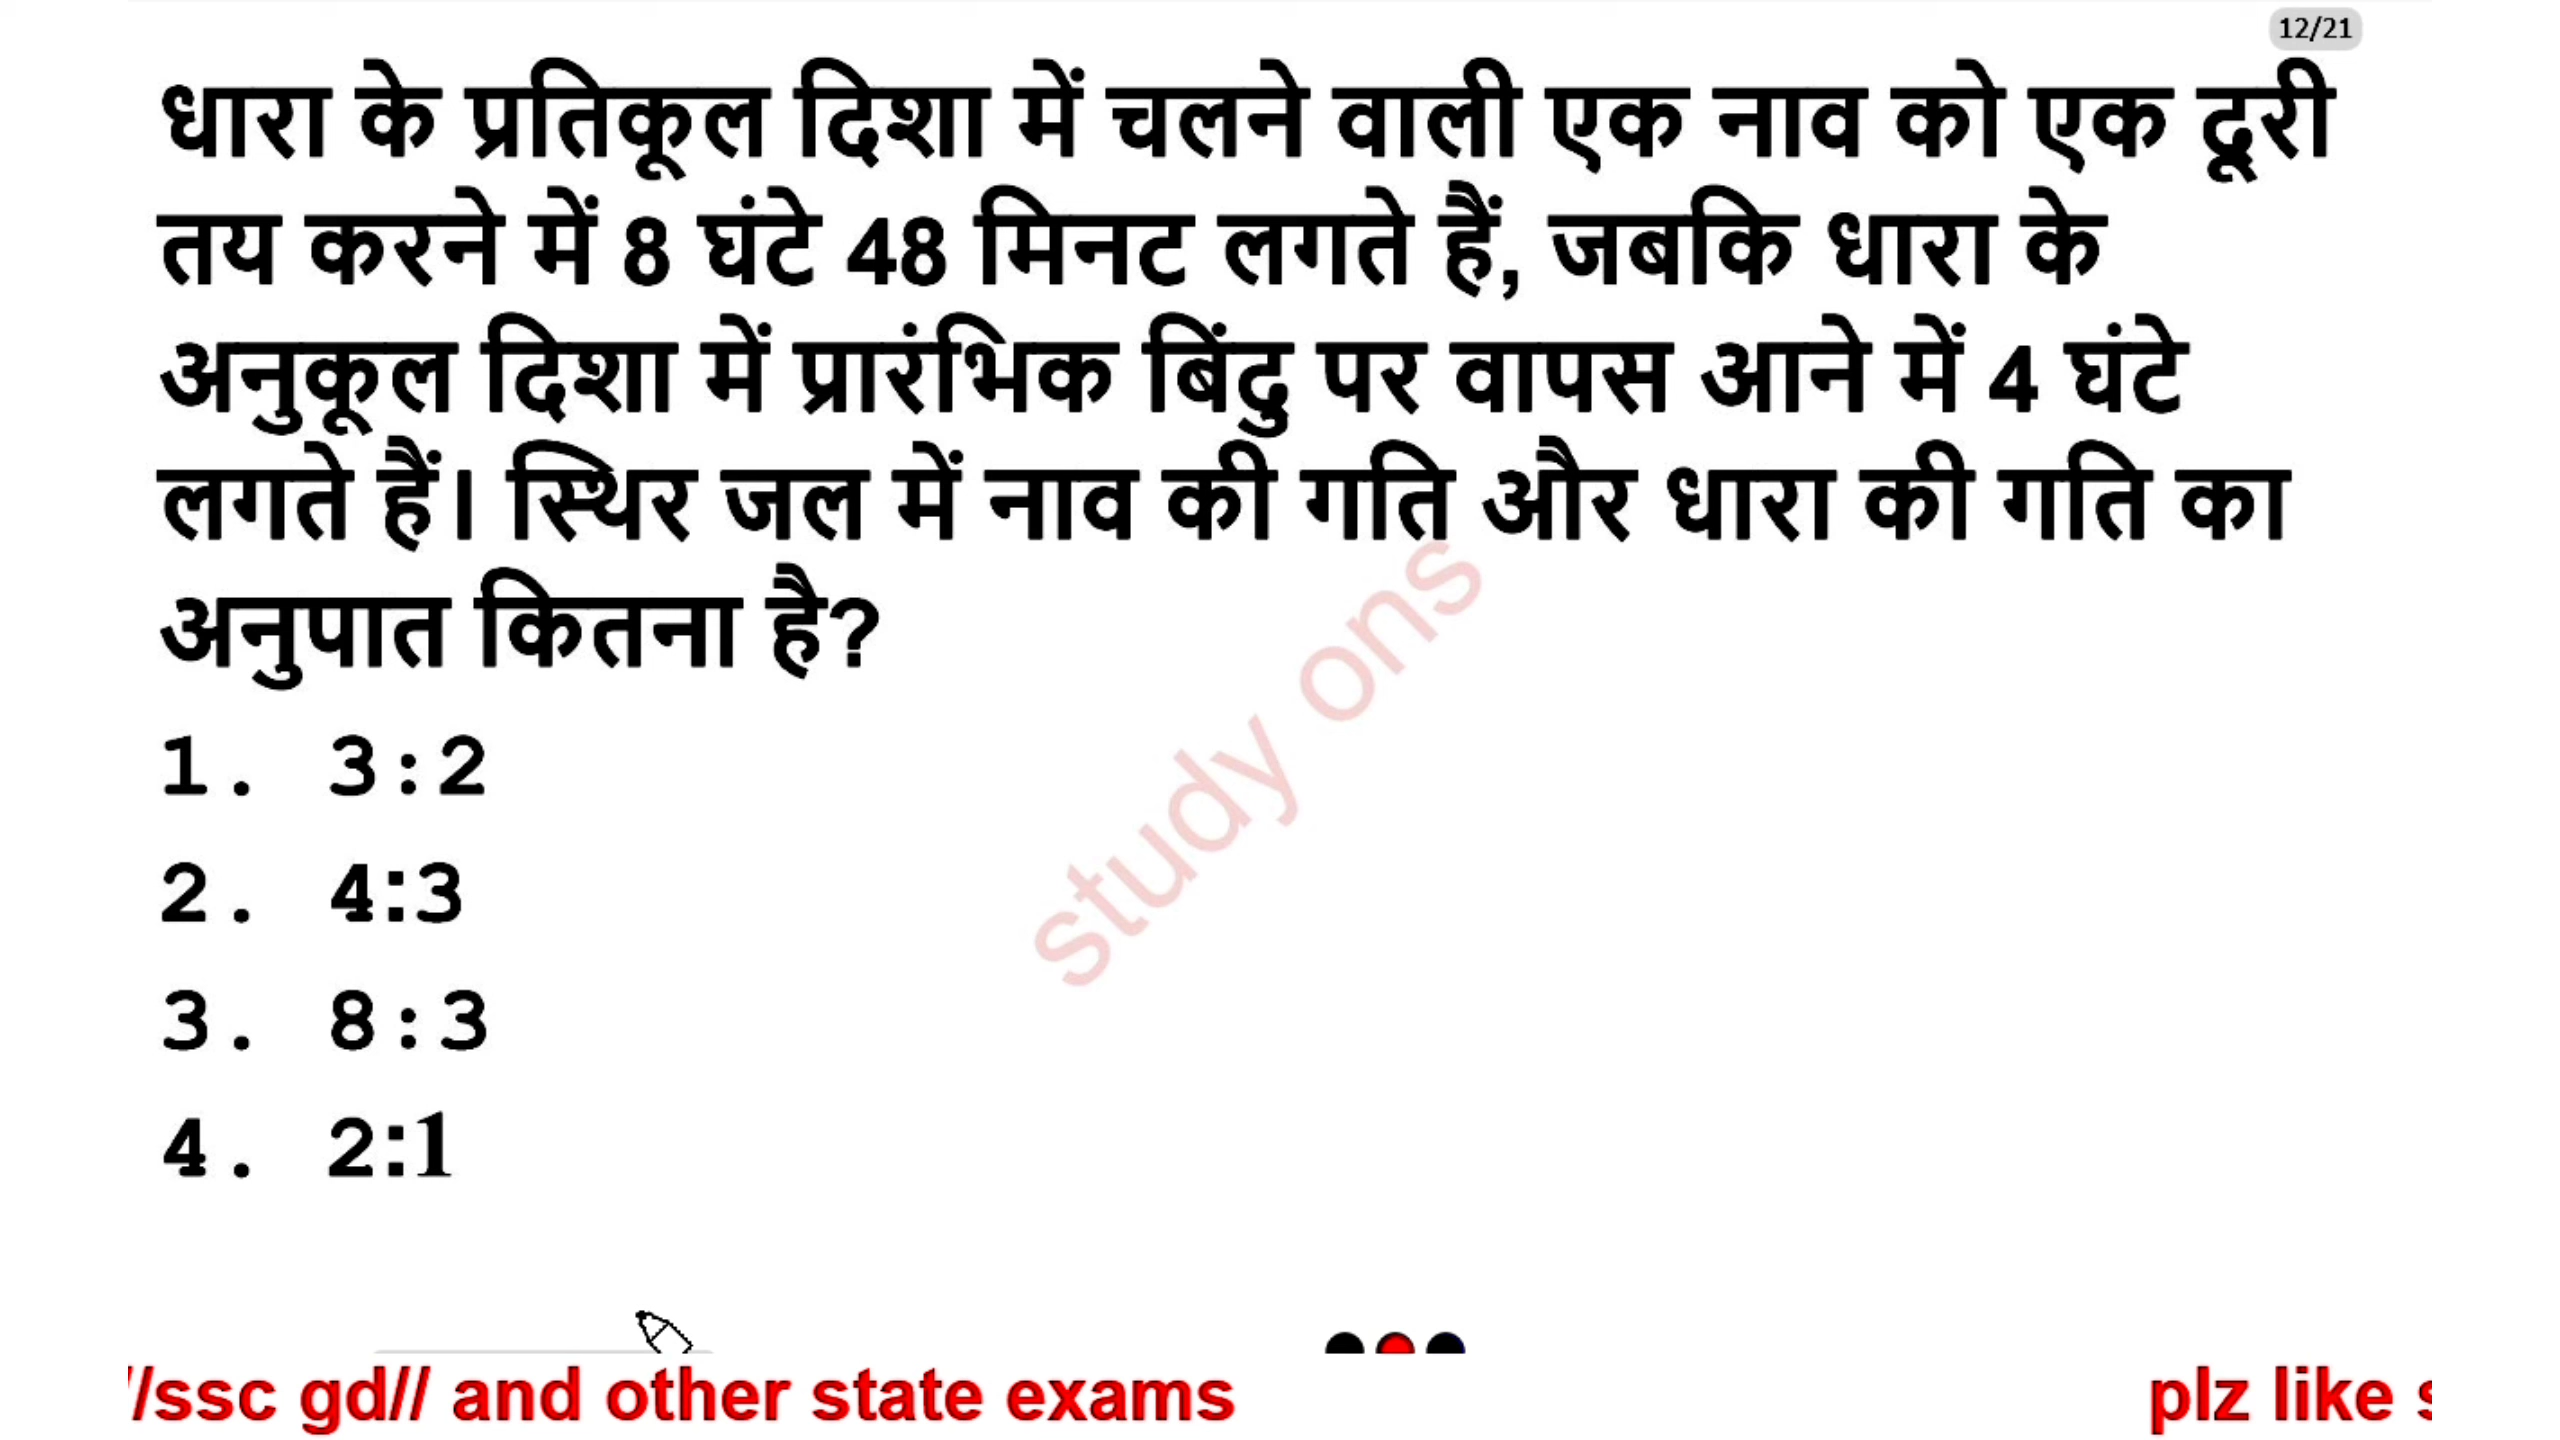 12/21
धारा के प्रतिकूल दिशा में चलने वाली एक नाव को एक दूरी
तय करने में 8 घंटे 48 मिनट लगते हैं, जबकि धारा के
अनुकूल दिशा में प्रारंभिक बिंदु पर वापस आने में 4 घंटे
लगते हैं। स्थिर जल में नाव की गति और धारा की गति का
अनुपात कितना है?
1. 3:2
2. 4:3
3. 8:3
4. 2:1
study ons
//ssc gd// and other state exams
plz like s